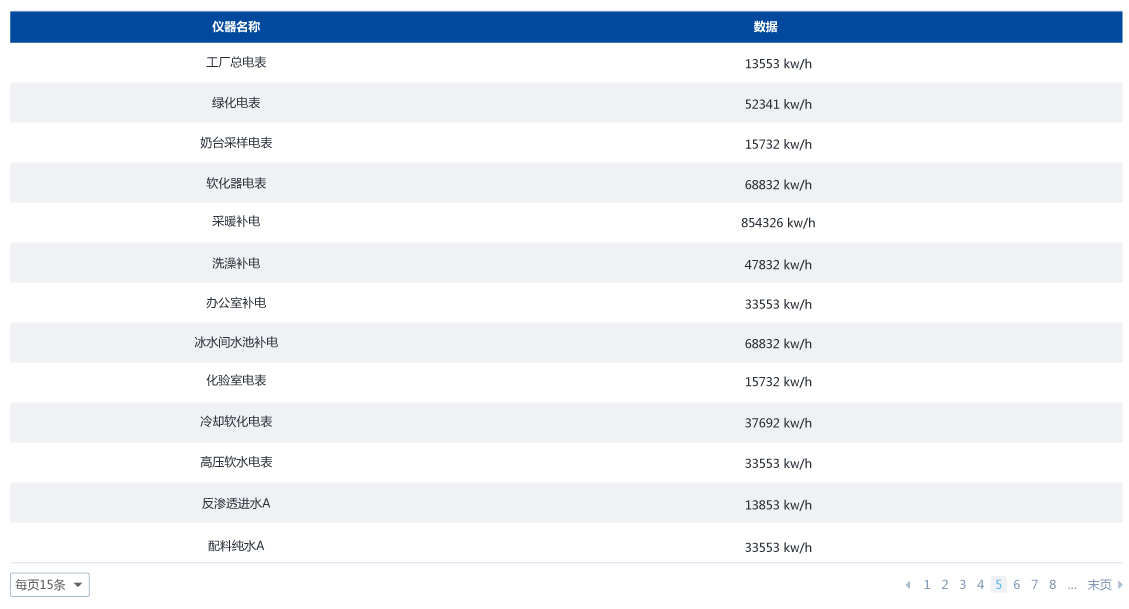 仪器名称 数据
工厂总电表 13553 kw/h
绿化电表 52341 kw/h
奶台采样电表 15732 kw/h
软化器电表 68832 kw/h
采暖补电 854326 kw/h
洗澡补电 47832 kw/h
办公室补电 33553 kw/h
冰水间水池补电 68832 kw/h
化验室电表 15732 kw/h
冷却软化电表 37692 kw/h
高压软水电表 33553 kw/h
反渗透进水A 13853 kw/h
配料纯水A 33553 kw/h
每页15条 1 2 3 4 5 6 7 8 ... 末页